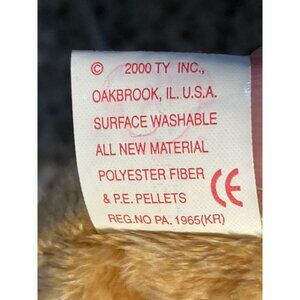 © 2000 TY INC.,
OAKBROOK, IL. U.S.A.
SURFACE WASHABLE
ALL NEW MATERIAL
POLYESTER FIBER
& P.E. PELLETS CE
REG.NO PA. 1965(KR)